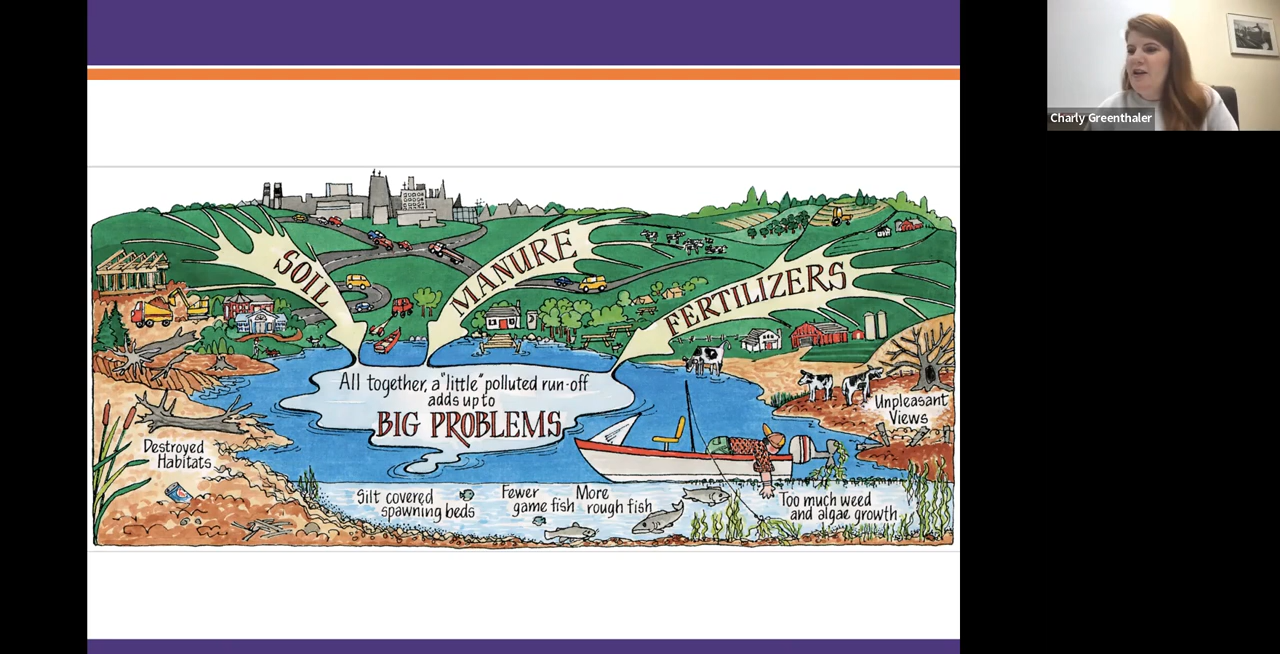 Charly Greenthaler
SOIL
MANURE
FERTILIZERS
All together, a "little" polluted run-off
adds up to
BIG PROBLEMS
Unpleasant
Views
Destroyed
Habitats
Silt covered
spawning beds
Fewer
game fish
More
rough fish
Too much weed
and algae growth